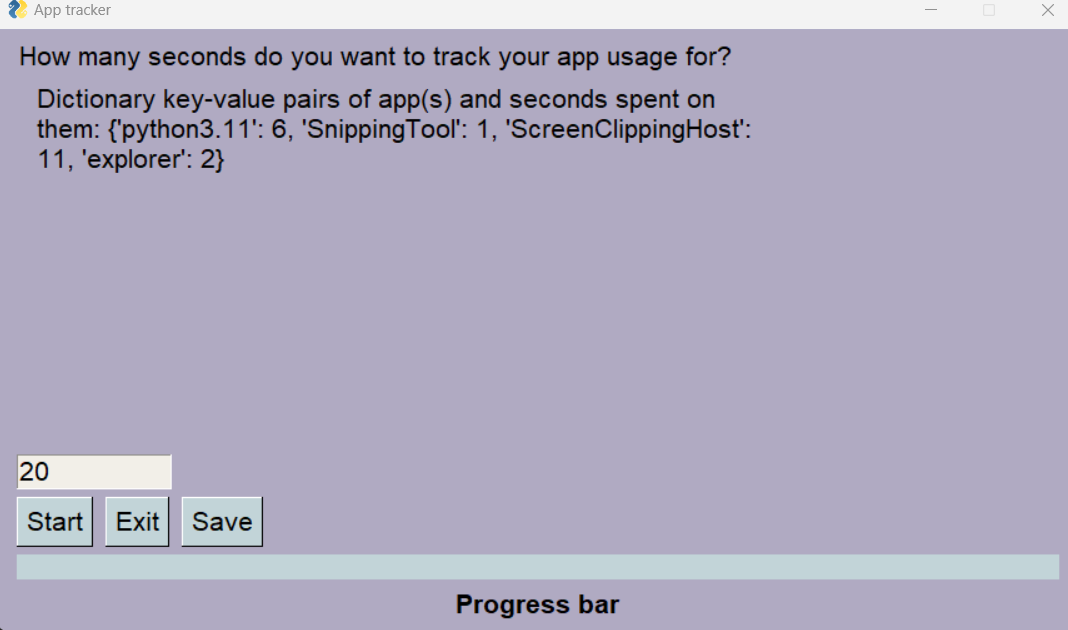 App tracker
How many seconds do you want to track your app usage for?
Dictionary key-value pairs of app(s) and seconds spent on
them: {'python3.11': 6, 'SnippingTool': 1, 'ScreenClippingHost':
11, 'explorer': 2}
20
Start Exit Save
Progress bar